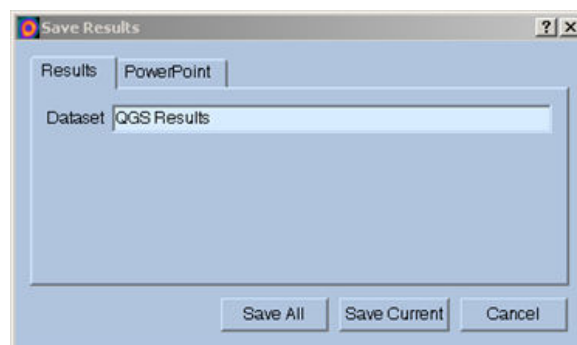 Save Results
Results PowerPoint
Dataset QGS Results
Save All Save Current Cancel